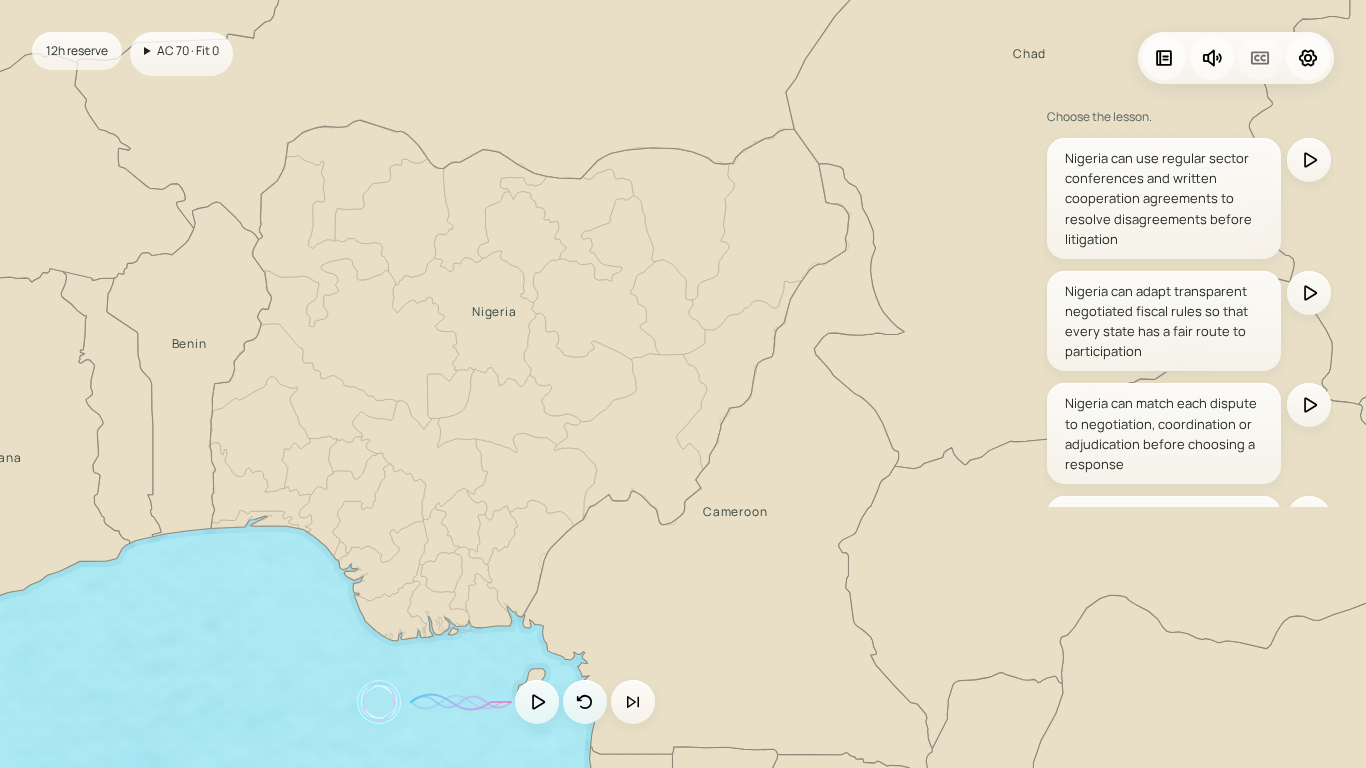 12h reserve
AC 70 · Fit 0
Chad
CC
Choose the lesson.
Nigeria can use regular sector
conferences and written
cooperation agreements to
resolve disagreements before
litigation
Nigeria can adapt transparent
negotiated fiscal rules so that
every state has a fair route to
participation
Nigeria can match each dispute
to negotiation, coordination or
adjudication before choosing a
response
Nigeria
Benin
ana
Cameroon